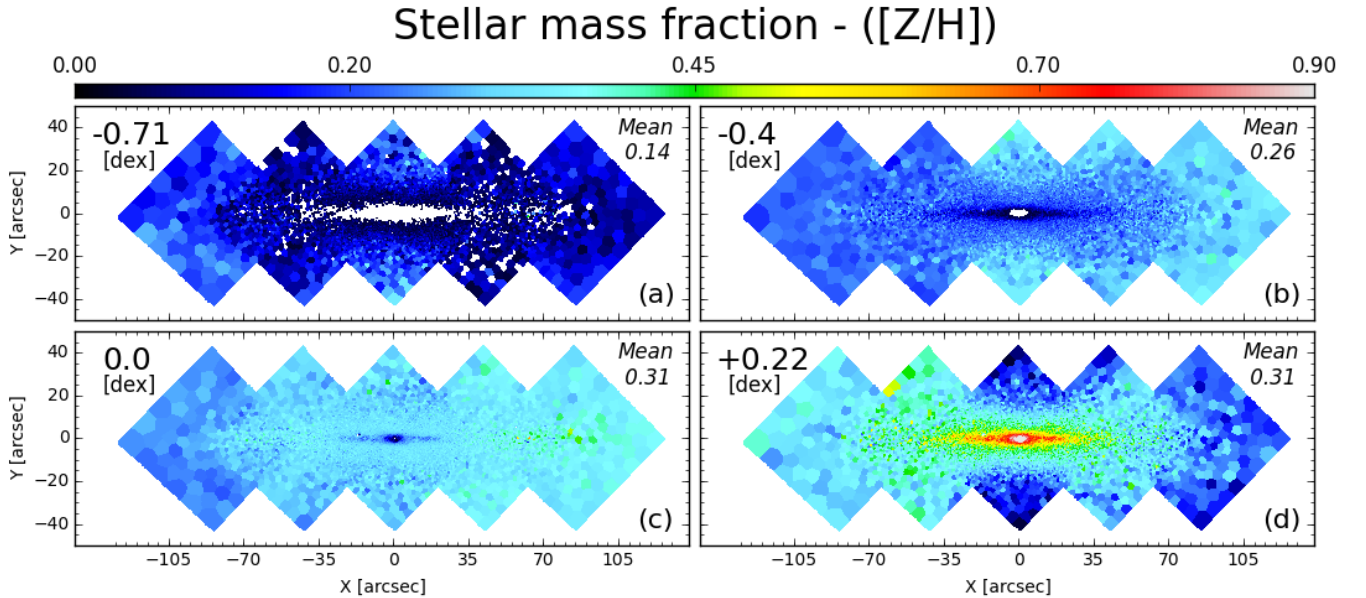 Stellar mass fraction - ([Z/H])
0.00 0.20 0.45 0.70 0.90
-0.71
[dex]
Mean
0.14
(a)
40
20
0
−20
−40
Y [arcsec]
-0.4
[dex]
Mean
0.26
(b)
0.0
[dex]
Mean
0.31
(c)
40
20
0
−20
−40
Y [arcsec]
+0.22
[dex]
Mean
0.31
(d)
−105 −70 −35 0 35 70 105
X [arcsec]
−105 −70 −35 0 35 70 105
X [arcsec]